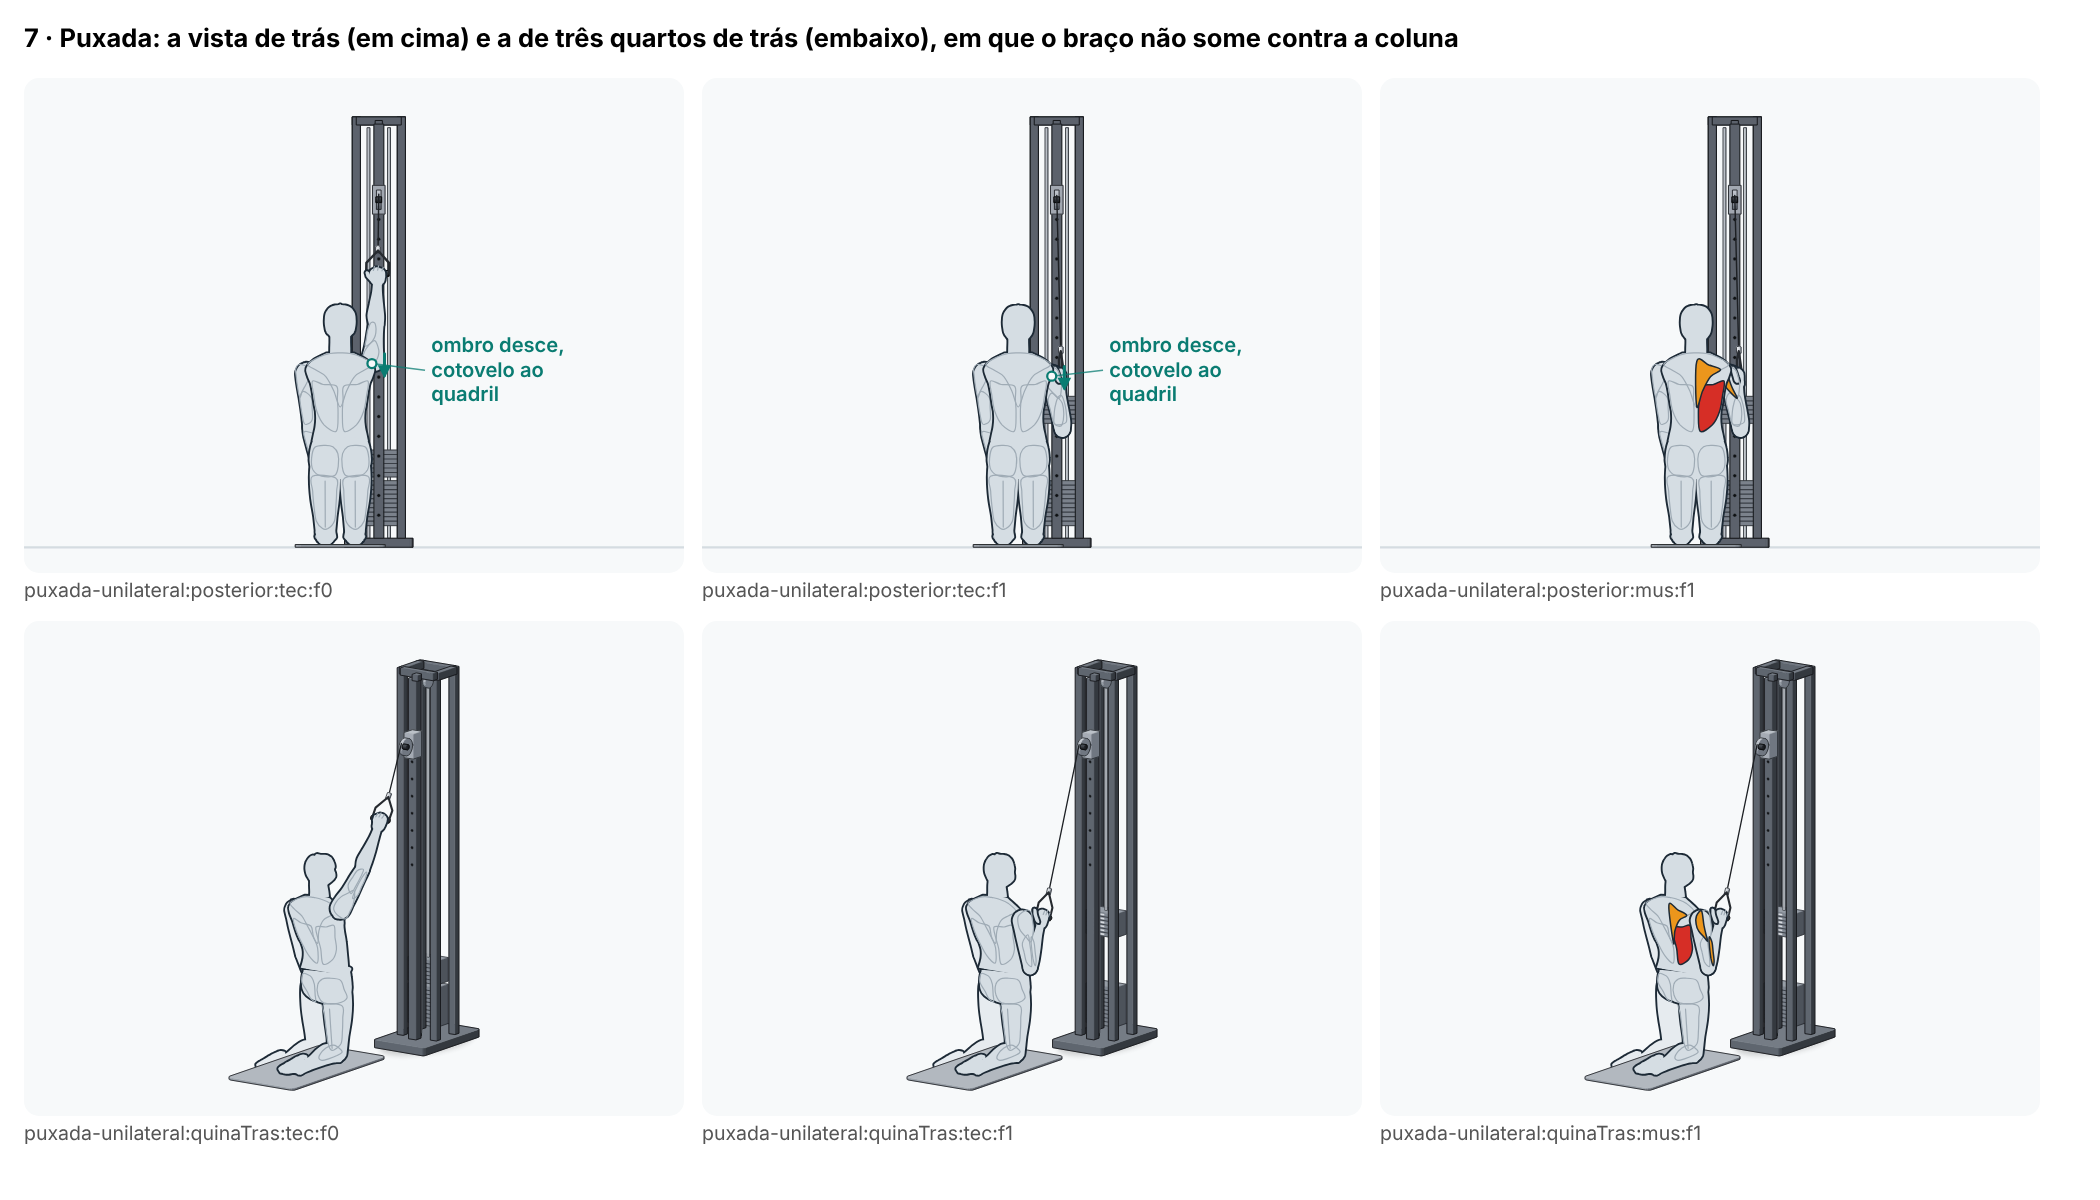 7 · Puxada: a vista de trás (em cima) e a de três quartos de trás (embaixo), em que o braço não some contra a coluna
ombro desce,
cotovelo ao
quadril
ombro desce,
cotovelo ao
quadril
puxada-unilateral:posterior:tec:f0
puxada-unilateral:posterior:tec:f1
puxada-unilateral:posterior:mus:f1
puxada-unilateral:quinaTras:tec:f0
puxada-unilateral:quinaTras:tec:f1
puxada-unilateral:quinaTras:mus:f1